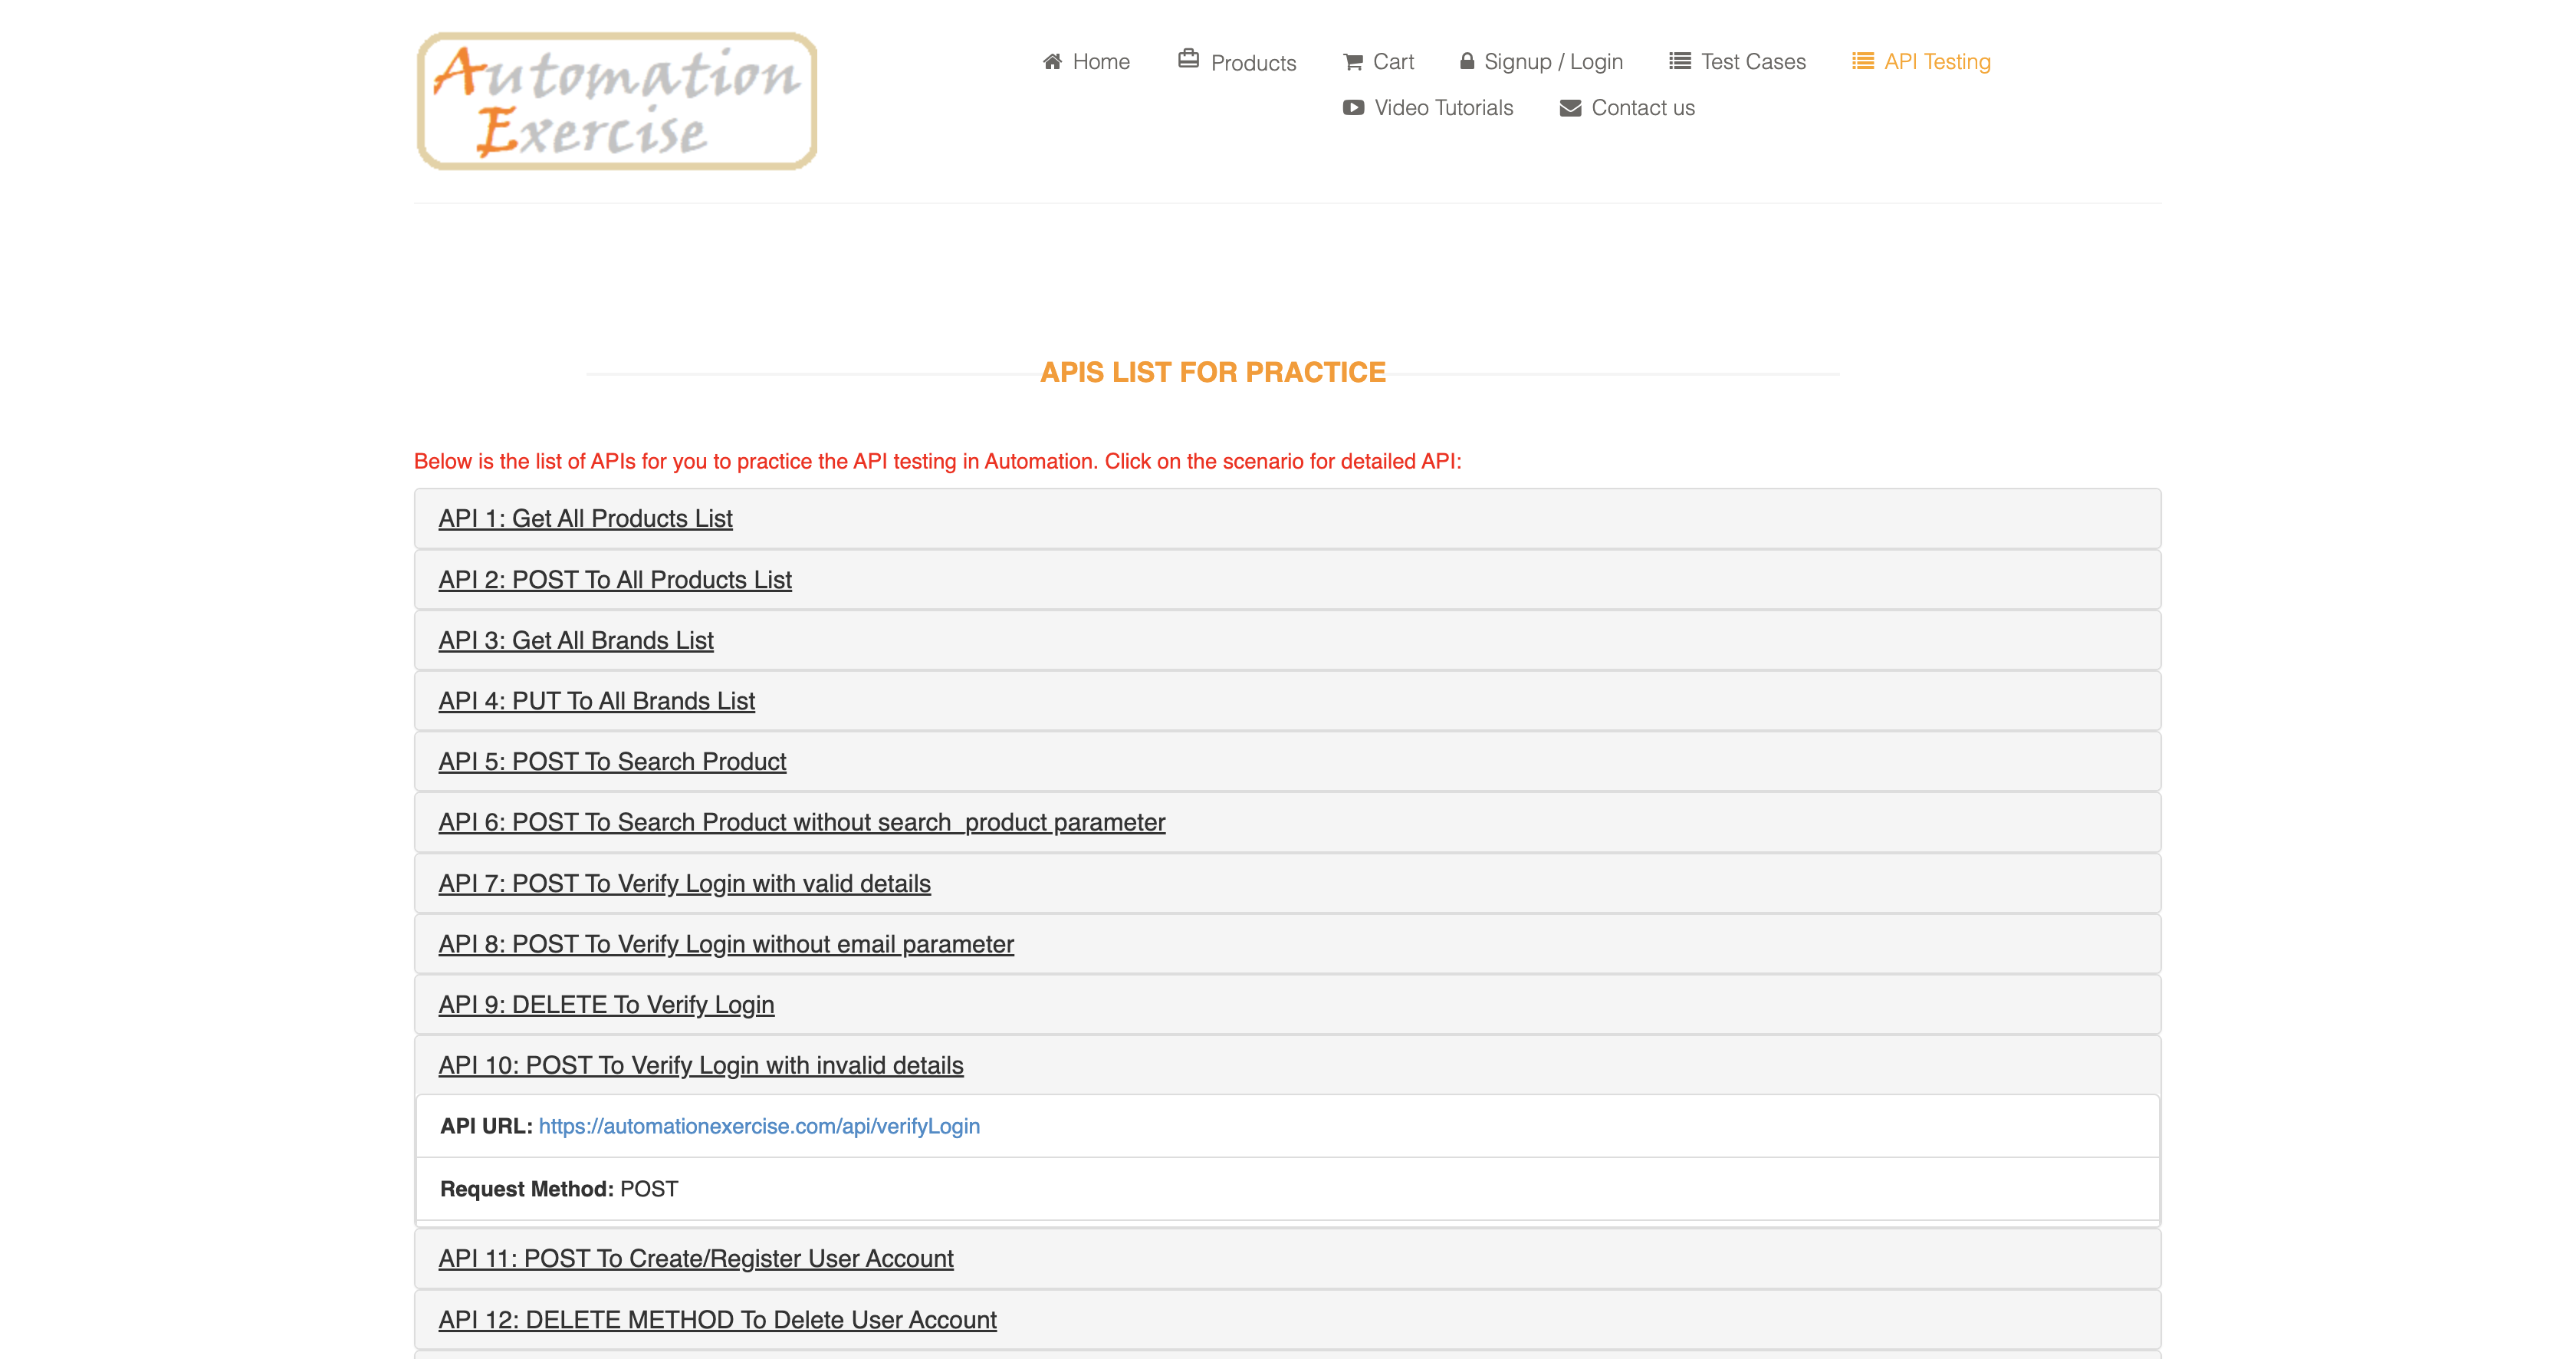 Automation
Exercise
Home Products Cart Signup / Login Test Cases API Testing
Video Tutorials Contact us
APIS LIST FOR PRACTICE
Below is the list of APIs for you to practice the API testing in Automation. Click on the scenario for detailed API:
API 1: Get All Products List
API 2: POST To All Products List
API 3: Get All Brands List
API 4: PUT To All Brands List
API 5: POST To Search Product
API 6: POST To Search Product without search_product parameter
API 7: POST To Verify Login with valid details
API 8: POST To Verify Login without email parameter
API 9: DELETE To Verify Login
API 10: POST To Verify Login with invalid details
API URL: https://automationexercise.com/api/verifyLogin
Request Method: POST
API 11: POST To Create/Register User Account
API 12: DELETE METHOD To Delete User Account